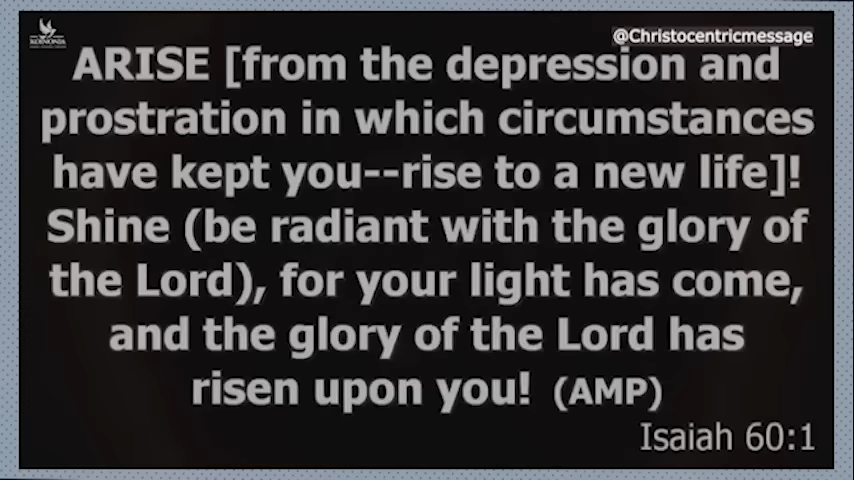 KOINONIA
@Christocentricmessage
ARISE [from the depression and
prostration in which circumstances
have kept you--rise to a new life]!
Shine (be radiant with the glory of
the Lord), for your light has come,
and the glory of the Lord has
risen upon you! (AMP)
Isaiah 60:1